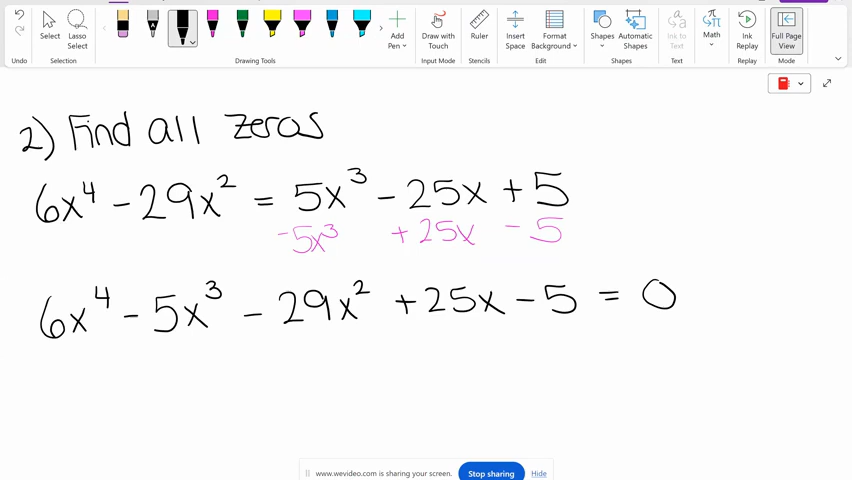 Undo
Select
Lasso Select
Selection
Drawing Tools
Add Pen
Draw with Touch
Input Mode
Ruler
Stencils
Insert Space
Format Background
Edit
Shapes
Automatic Shapes
Shapes
Ink to Text
Text
Math
Math
Ink Replay
Replay
Full Page View
Mode
2) Find all zeros
6x⁴ - 29x² = 5x³ - 25x + 5
-5x³ + 25x - 5
6x⁴ - 5x³ - 29x² + 25x - 5 = 0
www.wevideo.com is sharing your screen. Stop sharing Hide